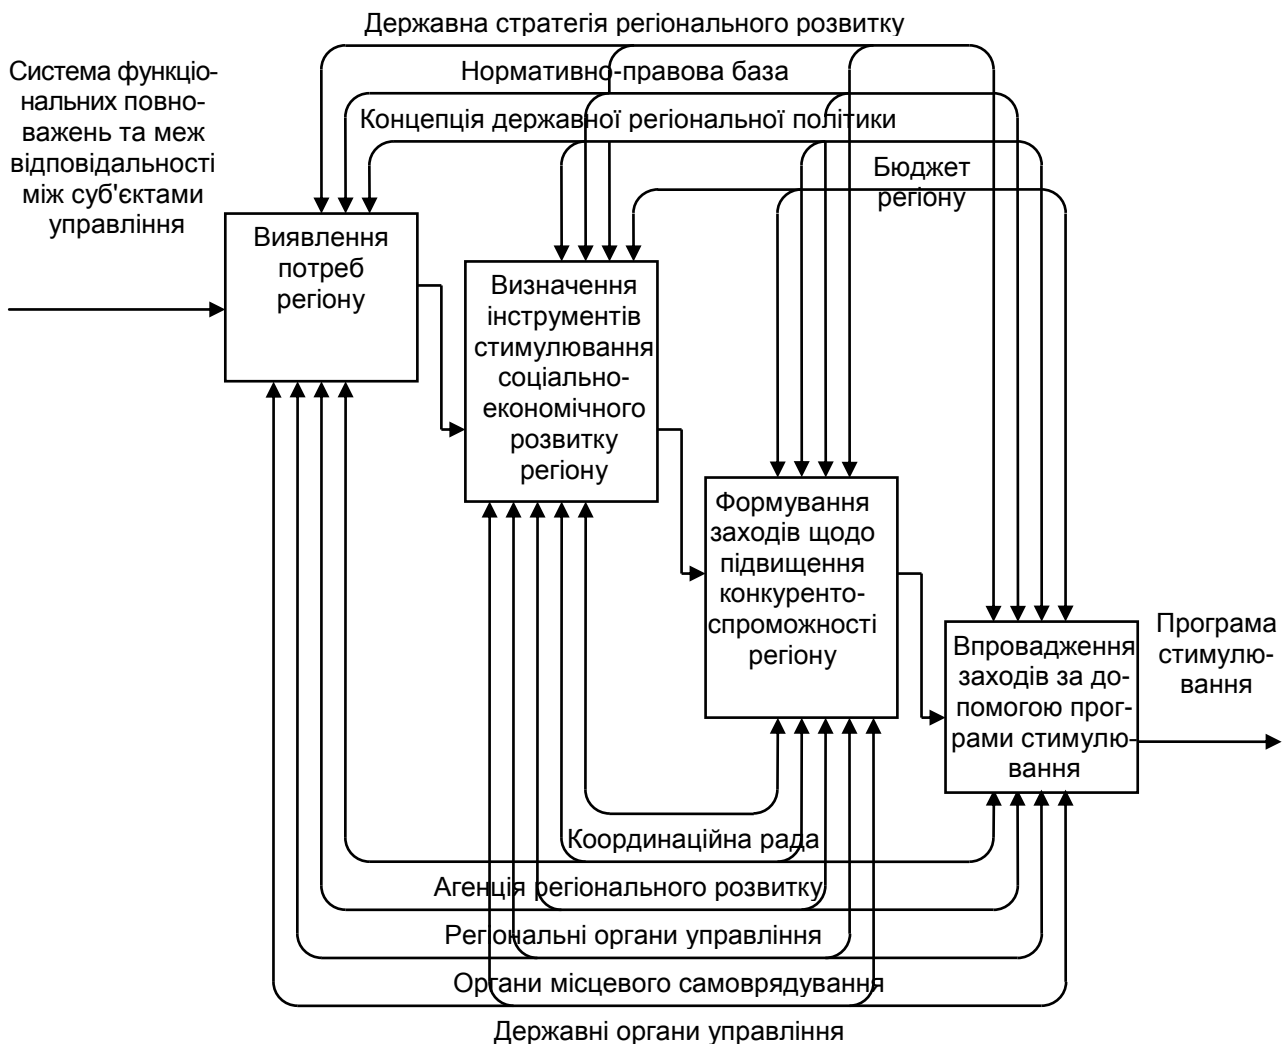 Державна стратегія регіонального розвитку
Система функціо-
нальних повно-
важень та меж
відповідальності
між суб'єктами
управління
Нормативно-правова база
Концепція державної регіональної політики
Бюджет
регіону
Виявлення
потреб
регіону
Визначення
інструментів
стимулювання
соціально-
економічного
розвитку
регіону
Формування
заходів щодо
підвищення
конкуренто-
спроможності
регіону
Впровадження
заходів за до-
помогою прог-
рами стимулю-
вання
Програма
стимулю-
вання
Координаційна рада
Агенція регіонального розвитку
Регіональні органи управління
Органи місцевого самоврядування
Державні органи управління